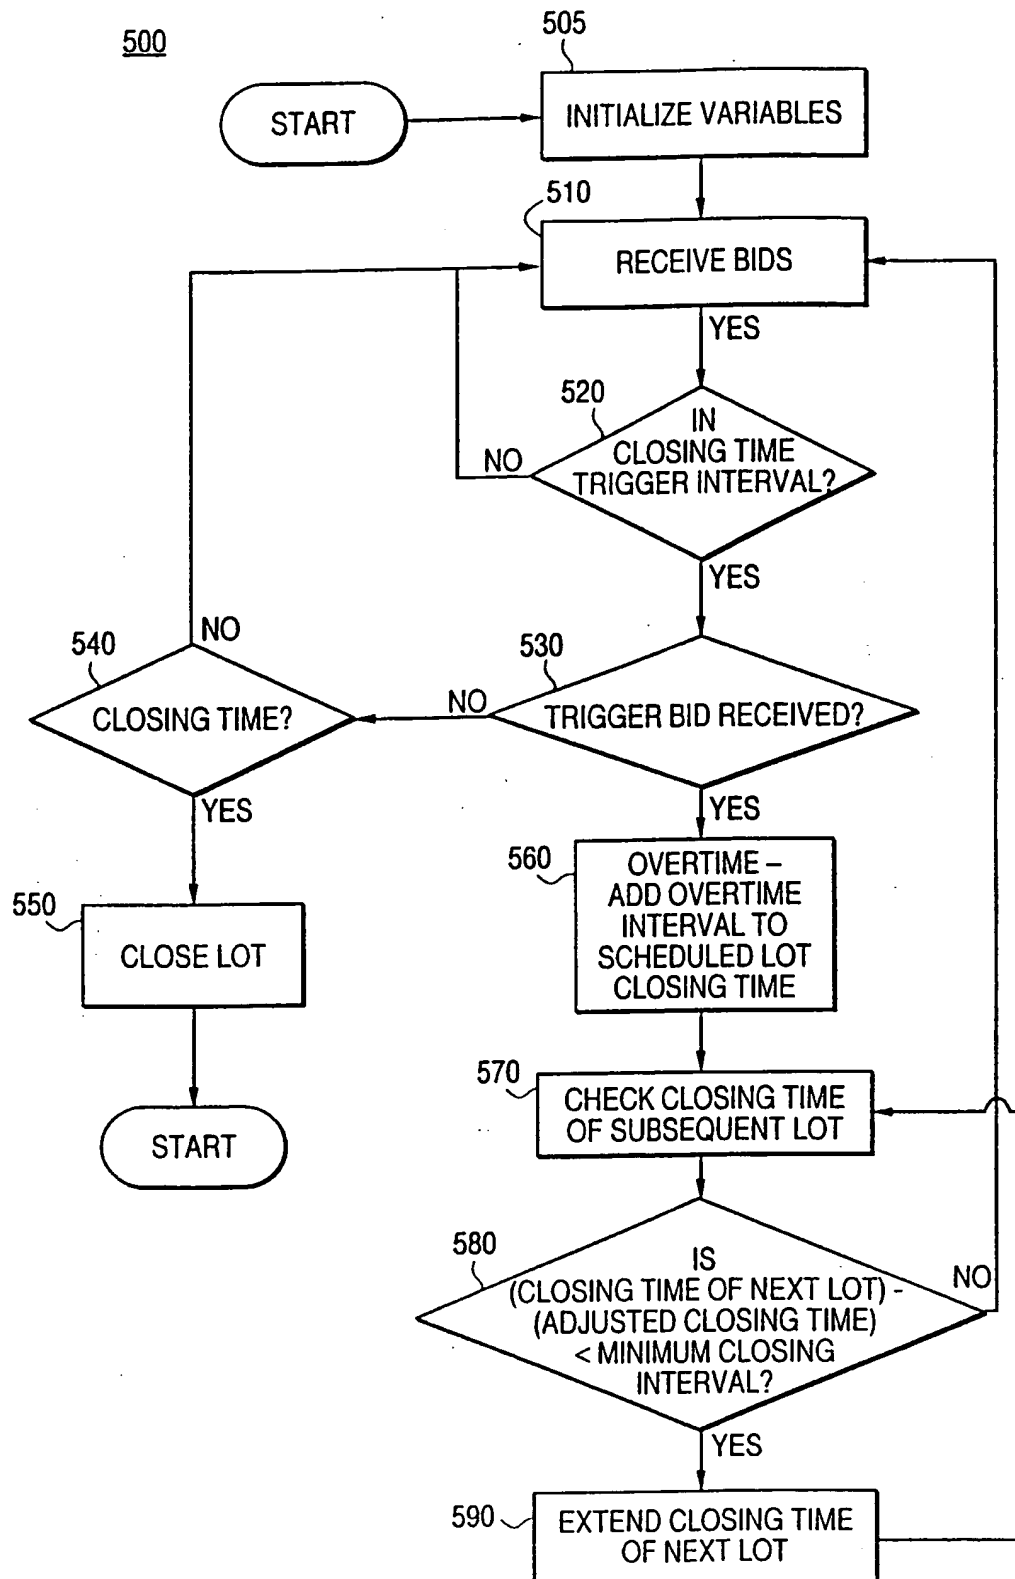 500
505
START
INITIALIZE VARIABLES
510
RECEIVE BIDS
YES
520
IN
CLOSING TIME
TRIGGER INTERVAL?
NO
YES
530
TRIGGER BID RECEIVED?
NO
540
NO
CLOSING TIME?
YES
550
CLOSE LOT
START
YES
560
OVERTIME –
ADD OVERTIME
INTERVAL TO
SCHEDULED LOT
CLOSING TIME
570
CHECK CLOSING TIME
OF SUBSEQUENT LOT
580
IS
(CLOSING TIME OF NEXT LOT) -
(ADJUSTED CLOSING TIME)
< MINIMUM CLOSING
INTERVAL?
NO
YES
590
EXTEND CLOSING TIME
OF NEXT LOT